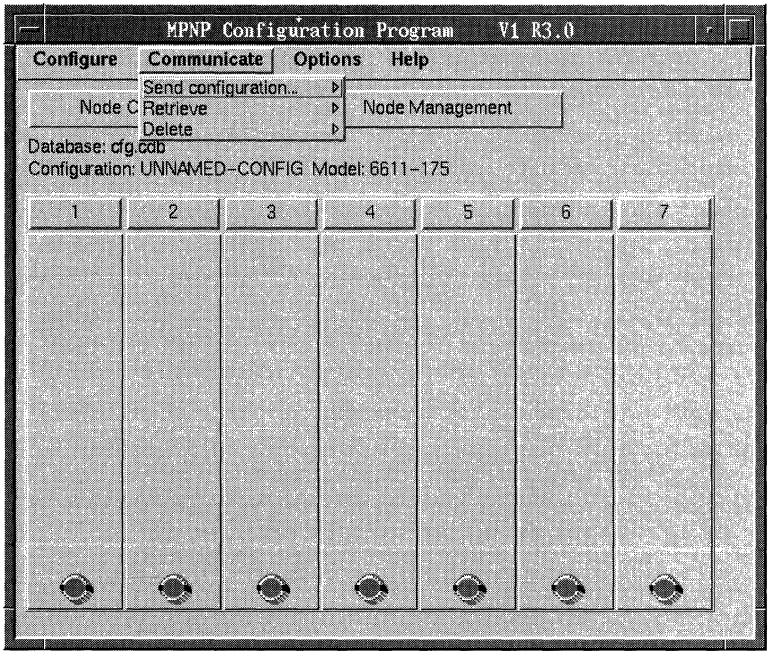 MPNP Configuration Program V1 R3.0
Configure Communicate Options Help
Send configuration...
Node C Retrieve Node Management
Delete
Database: cfg.cdb
Configuration: UNNAMED-CONFIG Model: 6611-175
1 2 3 4 5 6 7